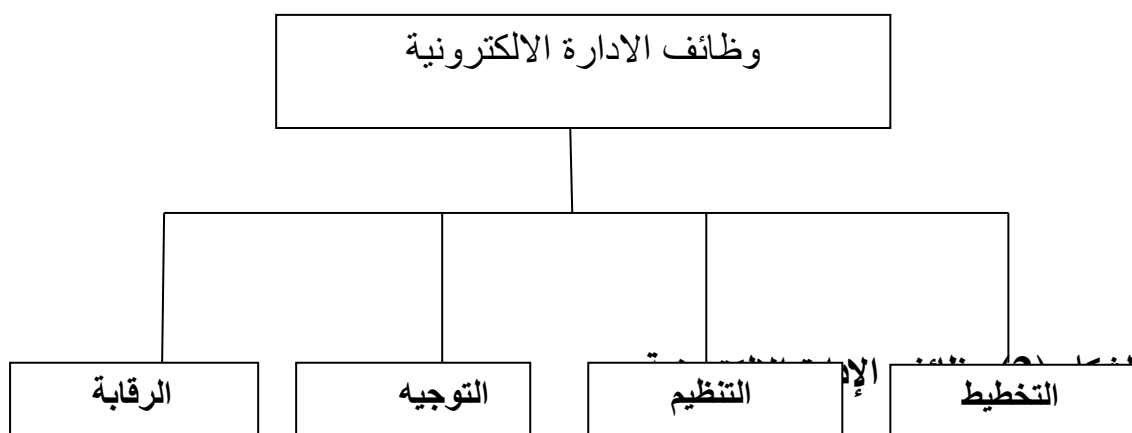 وظائف الادارة الالكترونية
التخطيط
التنظيم
التوجيه
الرقابة